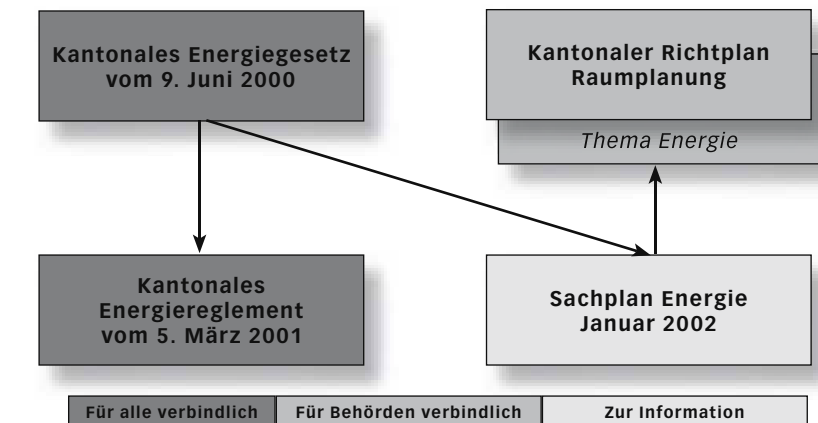 Kantonales Energiegesetz
vom 9. Juni 2000
Kantonaler Richtplan
Raumplanung
Thema Energie
Kantonales
Energiereglement
vom 5. März 2001
Sachplan Energie
Januar 2002
Für alle verbindlich
Für Behörden verbindlich
Zur Information